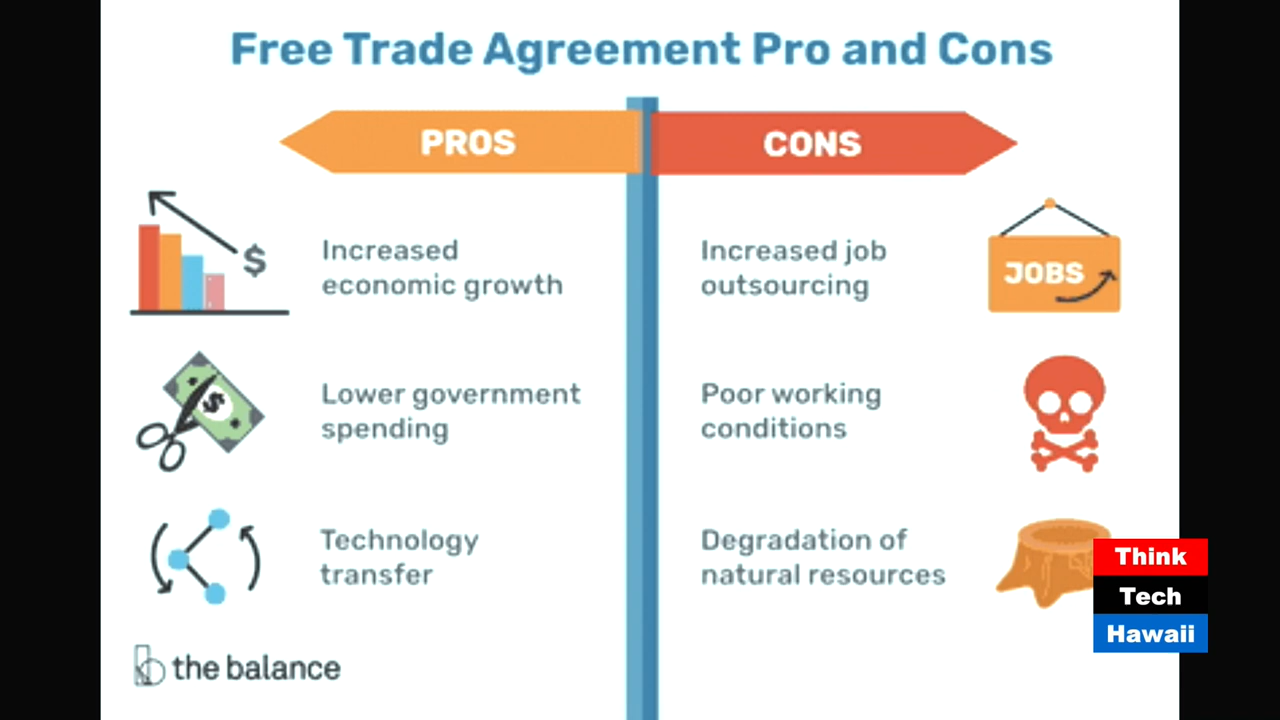 Free Trade Agreement Pro and Cons
PROS
CONS
$
Increased
economic growth
Increased job
outsourcing
JOBS
$
Lower government
spending
Poor working
conditions
Technology
transfer
Degradation of
natural resources
Think
Tech
Hawaii
the balance